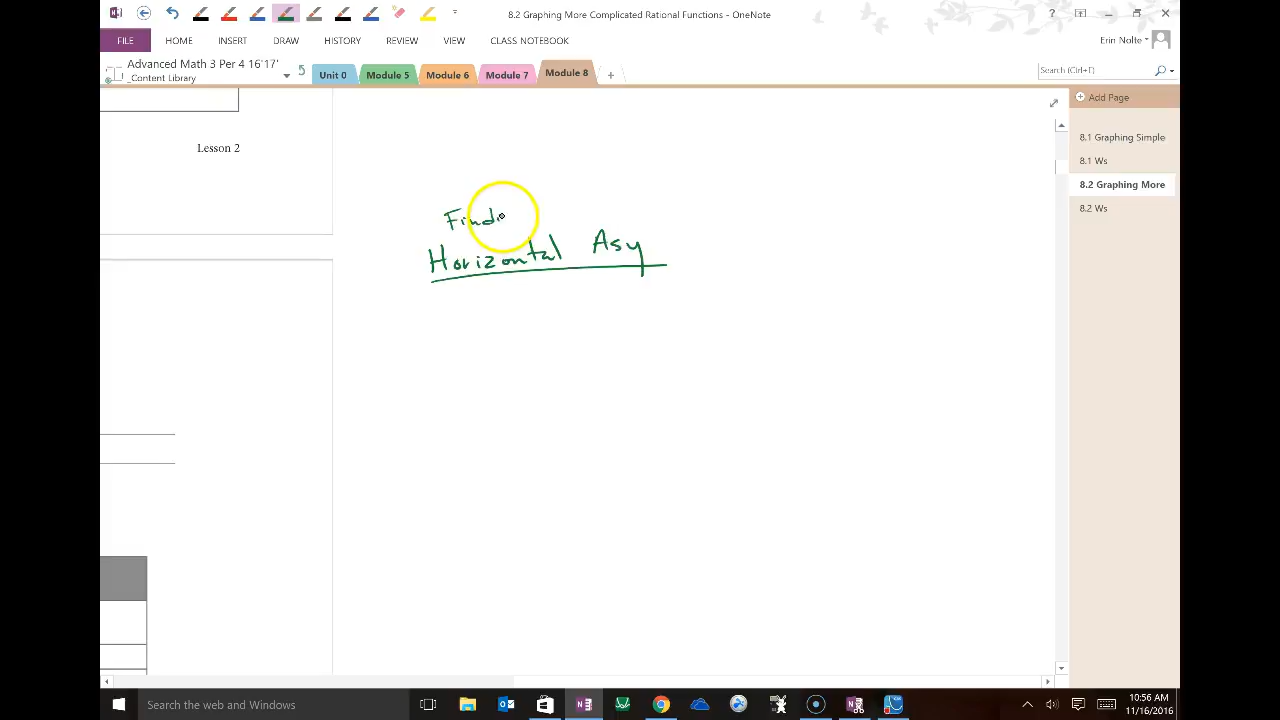 8.2 Graphing More Complicated Rational Functions - OneNote
?
FILE HOME INSERT DRAW HISTORY REVIEW VIEW CLASS NOTEBOOK
Erin Nolte
Advanced Math 3 Per 4 16'17'
_Content Library
Unit 0 Module 5 Module 6 Module 7 Module 8 +
Search (Ctrl+E)
Add Page
8.1 Graphing Simple
8.1 Ws
8.2 Graphing More
8.2 Ws
Lesson 2
Findi
Horizontal Asy
Search the web and Windows
10:56 AM
11/16/2016